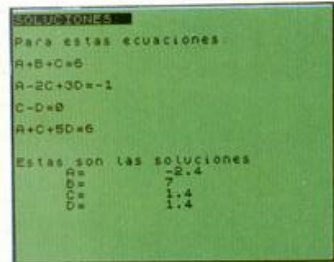 SOLUCIONES:
Para estas ecuaciones:
A+B+C=6
A-2C+3D=-1
C-D=0
A+C+5D=6
Estas son las soluciones
A= -2.4
B= 7
C= 1.4
D= 1.4